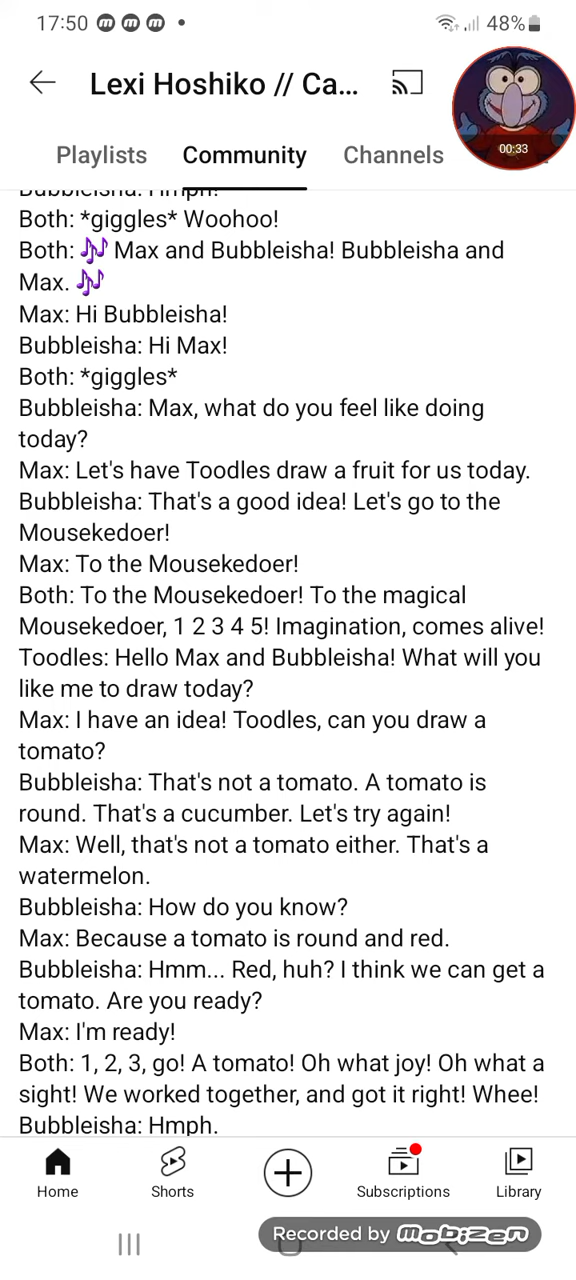 17:50
48%
Lexi Hoshiko // Ca...
00:33
Playlists Community Channels
Bubbleisha: Hmph!
Both: *giggles* Woohoo!
Both: 🎶 Max and Bubbleisha! Bubbleisha and
Max. 🎶
Max: Hi Bubbleisha!
Bubbleisha: Hi Max!
Both: *giggles*
Bubbleisha: Max, what do you feel like doing
today?
Max: Let's have Toodles draw a fruit for us today.
Bubbleisha: That's a good idea! Let's go to the
Mousekedoer!
Max: To the Mousekedoer!
Both: To the Mousekedoer! To the magical
Mousekedoer, 1 2 3 4 5! Imagination, comes alive!
Toodles: Hello Max and Bubbleisha! What will you
like me to draw today?
Max: I have an idea! Toodles, can you draw a
tomato?
Bubbleisha: That's not a tomato. A tomato is
round. That's a cucumber. Let's try again!
Max: Well, that's not a tomato either. That's a
watermelon.
Bubbleisha: How do you know?
Max: Because a tomato is round and red.
Bubbleisha: Hmm... Red, huh? I think we can get a
tomato. Are you ready?
Max: I'm ready!
Both: 1, 2, 3, go! A tomato! Oh what joy! Oh what a
sight! We worked together, and got it right! Whee!
Bubbleisha: Hmph.
Home Shorts Subscriptions Library
Recorded by mobizen